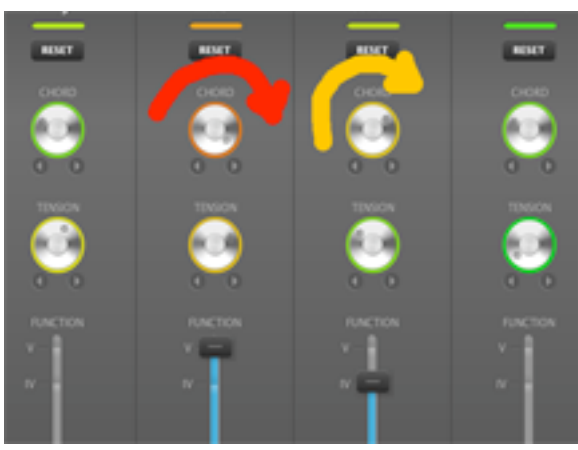 RESET RESET RESET RESET
CHORD CHORD CHORD CHORD
TENSION TENSION TENSION TENSION
FUNCTION FUNCTION FUNCTION FUNCTION
V V V V
IV IV IV IV